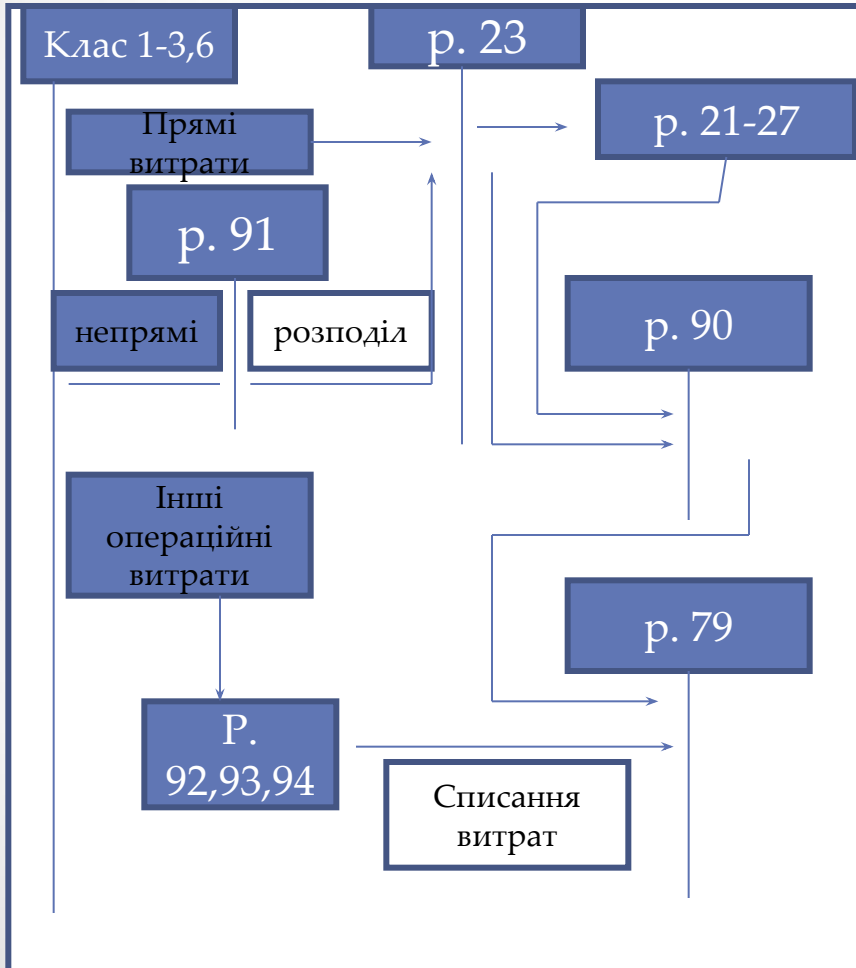 Клас 1-3,6
р. 23
р. 21-27
Прямі
витрати
р. 91
непрямі
розподіл
р. 90
Інші
операційні
витрати
р. 79
Р.
92,93,94
Списання
витрат